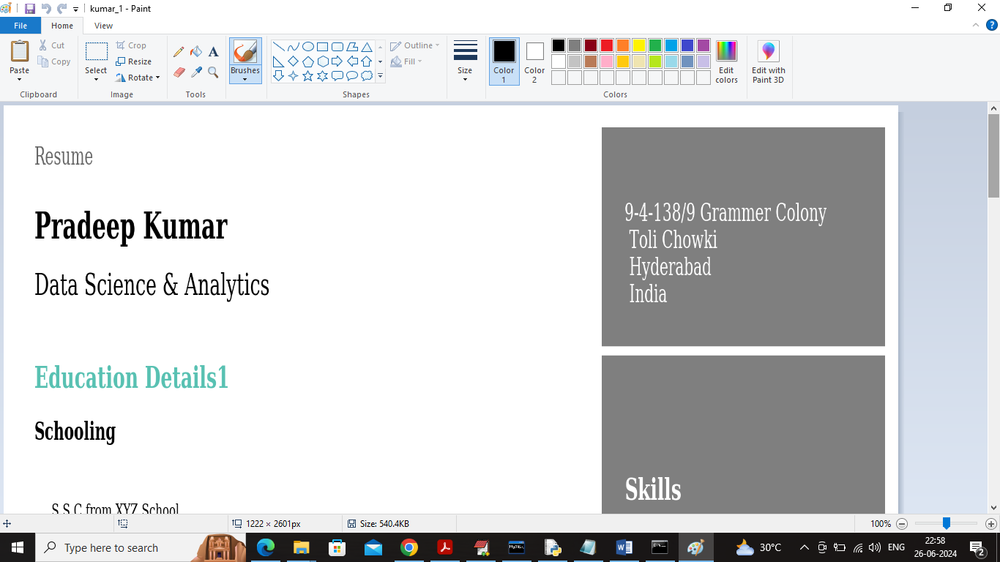 kumar_1 - Paint
File
Home
View
Paste
Cut
Copy
Clipboard
Select
Crop
Resize
Rotate
Image
A
Tools
Brushes
Shapes
Outline
Fill
Size
Color
1
Color
2
Colors
Edit
colors
Edit with
Paint 3D
Resume
Pradeep Kumar
Data Science & Analytics
Education Details1
Schooling
S.S.C from XYZ School
9-4-138/9 Grammer Colony
Toli Chowki
Hyderabad
India
Skills
1222 × 2601px
Size: 540.4KB
100%
Type here to search
MySQL
30°C
ENG
22:58
26-06-2024
2